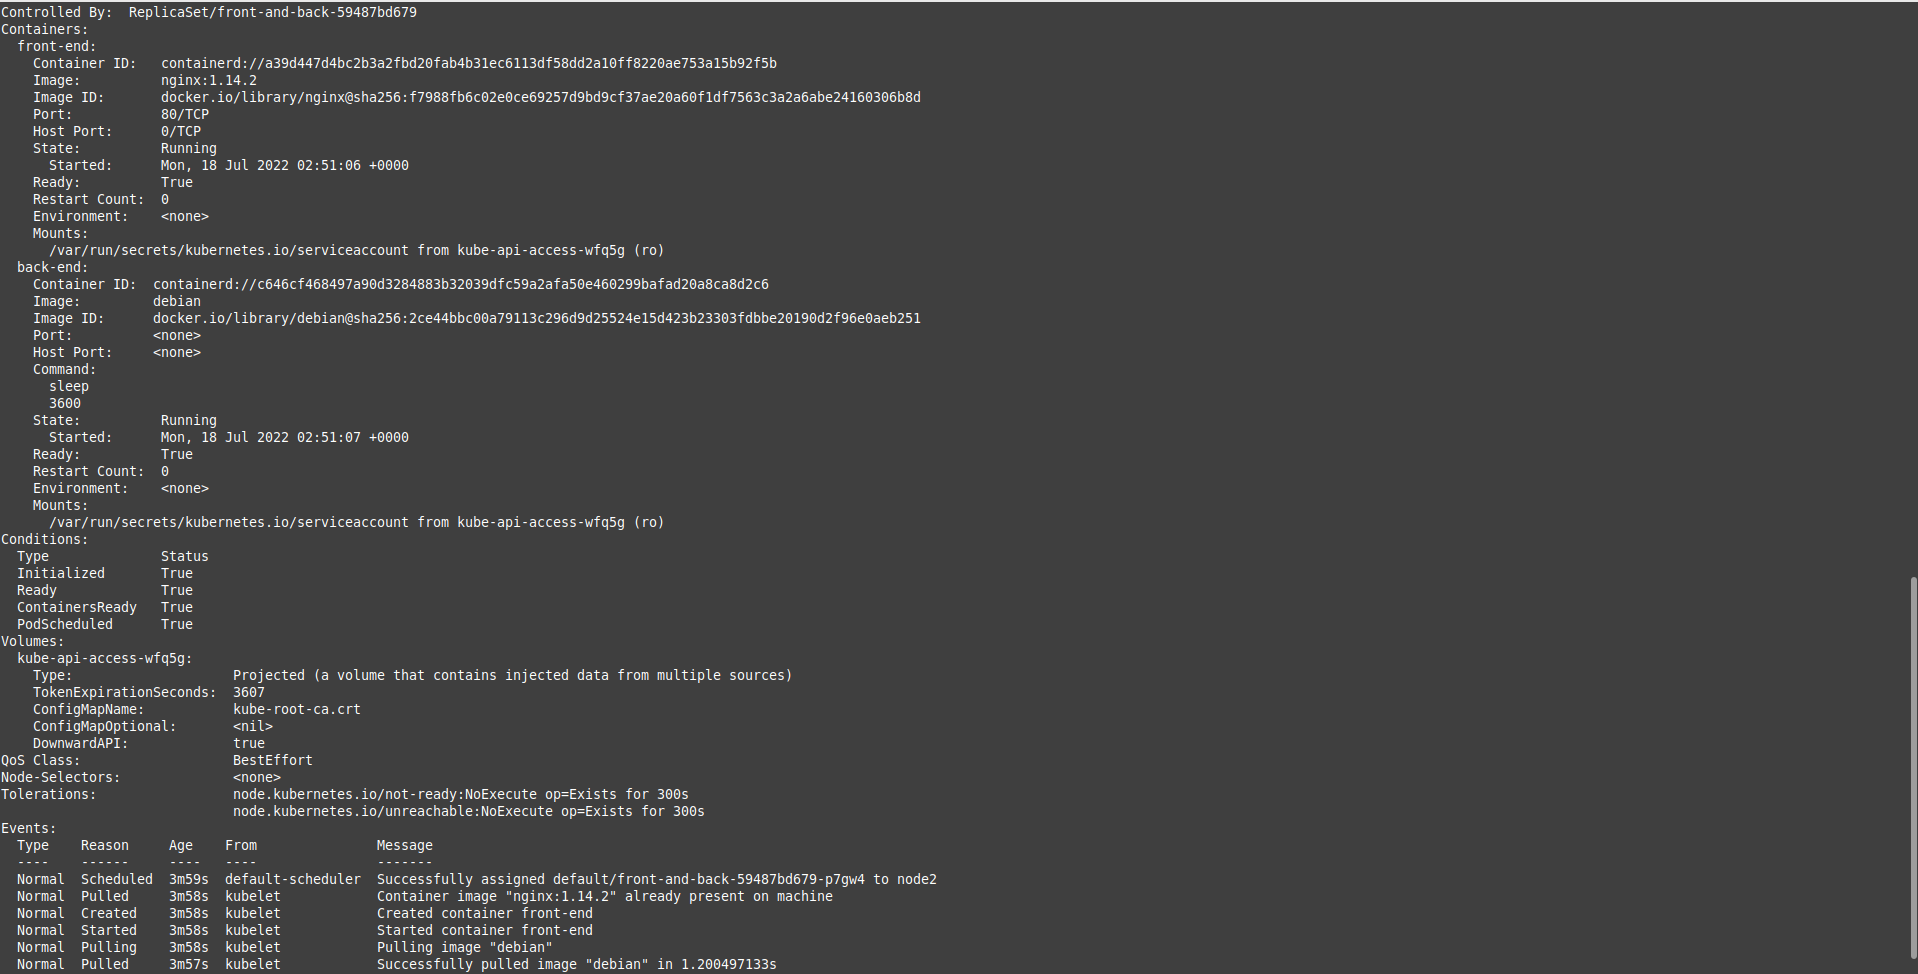 Controlled By:  ReplicaSet/front-and-back-59487bd679
Containers:
  front-end:
    Container ID:   containerd://a39d447d4bc2b3a2fbd20fab4b31ec6113df58dd2a10ff8220ae753a15b92f5b
    Image:          nginx:1.14.2
    Image ID:       docker.io/library/nginx@sha256:f7988fb6c02e0ce69257d9bd9cf37ae20a60f1df7563c3a2a6abe24160306b8d
    Port:           80/TCP
    Host Port:      0/TCP
    State:          Running
      Started:      Mon, 18 Jul 2022 02:51:06 +0000
    Ready:          True
    Restart Count:  0
    Environment:    <none>
    Mounts:
      /var/run/secrets/kubernetes.io/serviceaccount from kube-api-access-wfq5g (ro)
  back-end:
    Container ID:  containerd://c646cf468497a90d3284883b32039dfc59a2afa50e460299bafad20a8ca8d2c6
    Image:         debian
    Image ID:      docker.io/library/debian@sha256:2ce44bbc00a79113c296d9d25524e15d423b23303fdbbe20190d2f96e0aeb251
    Port:          <none>
    Host Port:     <none>
    Command:
      sleep
      3600
    State:          Running
      Started:      Mon, 18 Jul 2022 02:51:07 +0000
    Ready:          True
    Restart Count:  0
    Environment:    <none>
    Mounts:
      /var/run/secrets/kubernetes.io/serviceaccount from kube-api-access-wfq5g (ro)
Conditions:
  Type              Status
  Initialized       True
  Ready             True
  ContainersReady   True
  PodScheduled      True
Volumes:
  kube-api-access-wfq5g:
    Type:                    Projected (a volume that contains injected data from multiple sources)
    TokenExpirationSeconds:  3607
    ConfigMapName:           kube-root-ca.crt
    ConfigMapOptional:       <nil>
    DownwardAPI:             true
QoS Class:                   BestEffort
Node-Selectors:              <none>
Tolerations:                 node.kubernetes.io/not-ready:NoExecute op=Exists for 300s
                             node.kubernetes.io/unreachable:NoExecute op=Exists for 300s
Events:
  Type    Reason     Age    From               Message
  ----    ------     ----   ----               -------
  Normal  Scheduled  3m59s  default-scheduler  Successfully assigned default/front-and-back-59487bd679-p7gw4 to node2
  Normal  Pulled     3m58s  kubelet            Container image "nginx:1.14.2" already present on machine
  Normal  Created    3m58s  kubelet            Created container front-end
  Normal  Started    3m58s  kubelet            Started container front-end
  Normal  Pulling    3m58s  kubelet            Pulling image "debian"
  Normal  Pulled     3m57s  kubelet            Successfully pulled image "debian" in 1.200497133s